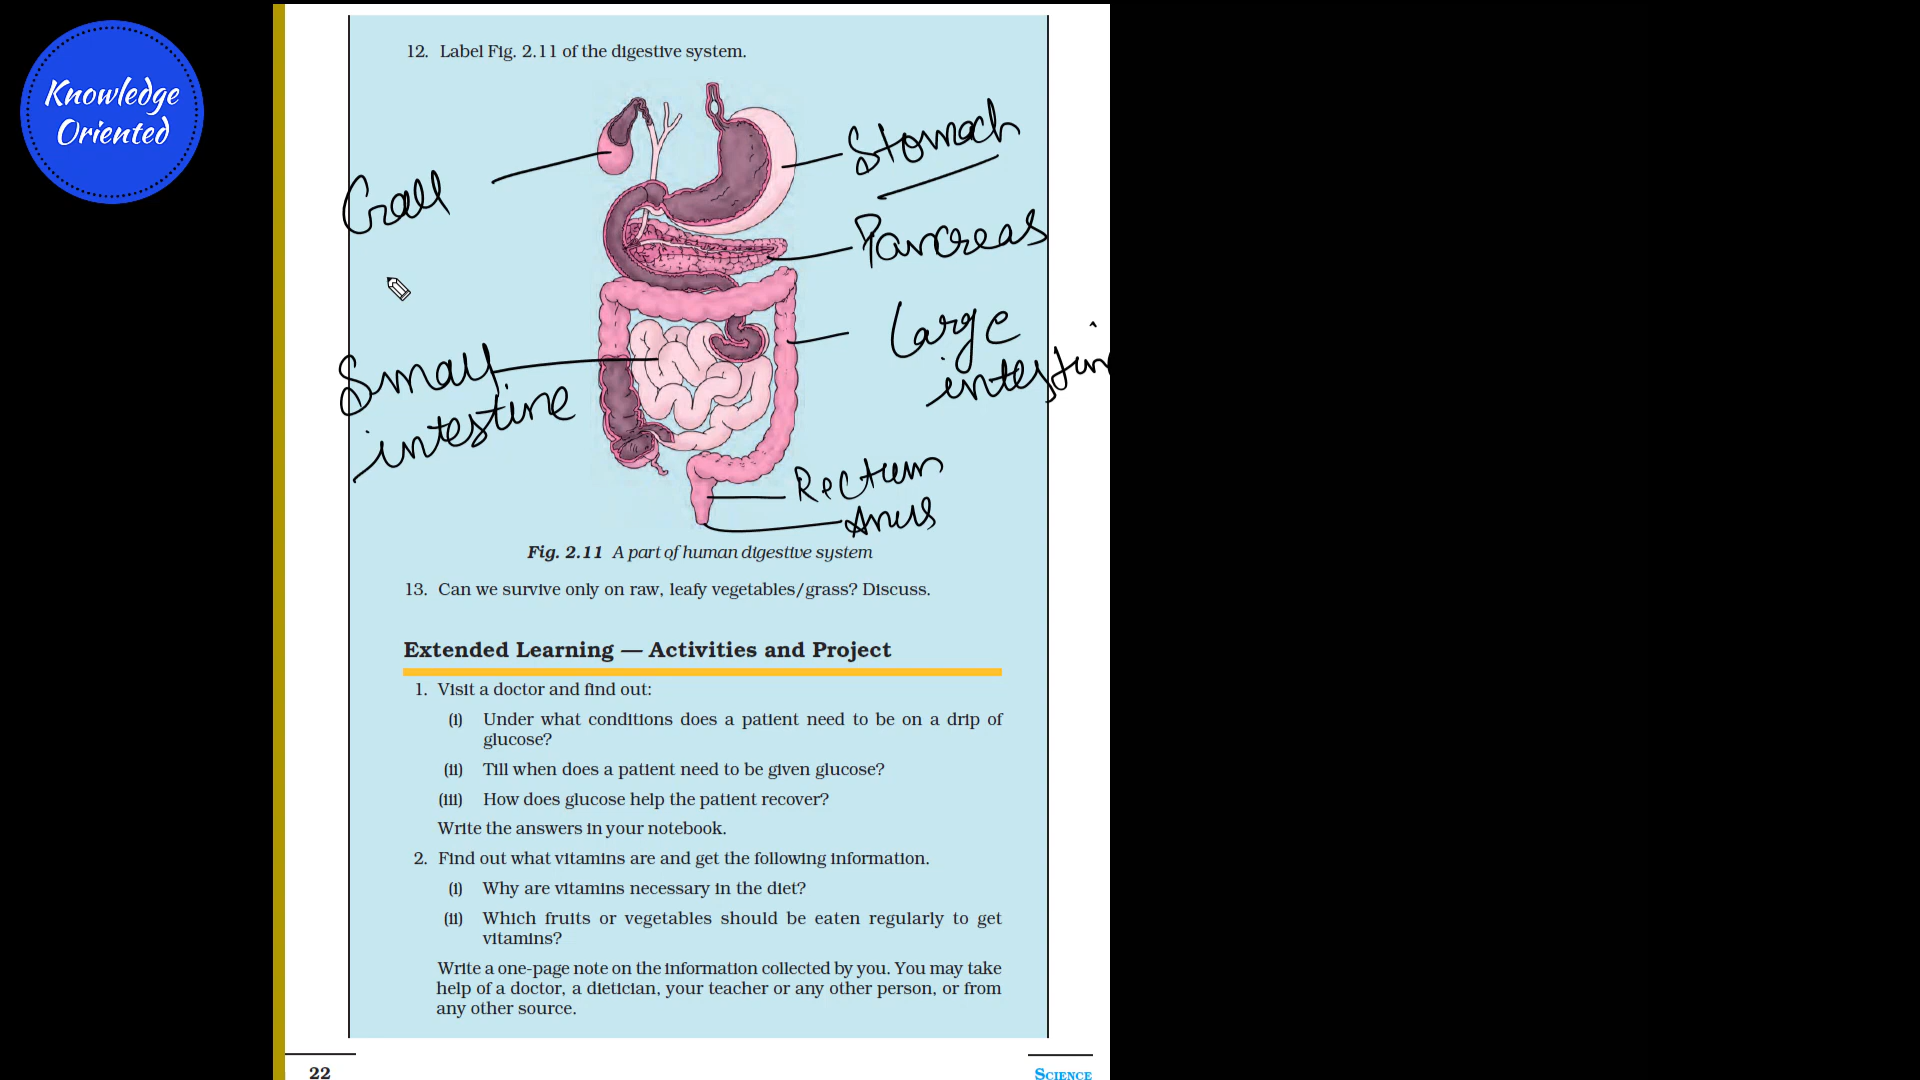 Knowledge
Oriented
12. Label Fig. 2.11 of the digestive system.
Stomach
Gall
Pancreas
Large
intestin
Small
intestine
Rectum
Anus
Fig. 2.11 A part of human digestive system
13. Can we survive only on raw, leafy vegetables/grass? Discuss.
Extended Learning — Activities and Project
1. Visit a doctor and find out:
(i) Under what conditions does a patient need to be on a drip of
glucose?
(ii) Till when does a patient need to be given glucose?
(iii) How does glucose help the patient recover?
Write the answers in your notebook.
2. Find out what vitamins are and get the following information.
(i) Why are vitamins necessary in the diet?
(ii) Which fruits or vegetables should be eaten regularly to get
vitamins?
Write a one-page note on the information collected by you. You may take
help of a doctor, a dietician, your teacher or any other person, or from
any other source.
22
SCIENCE